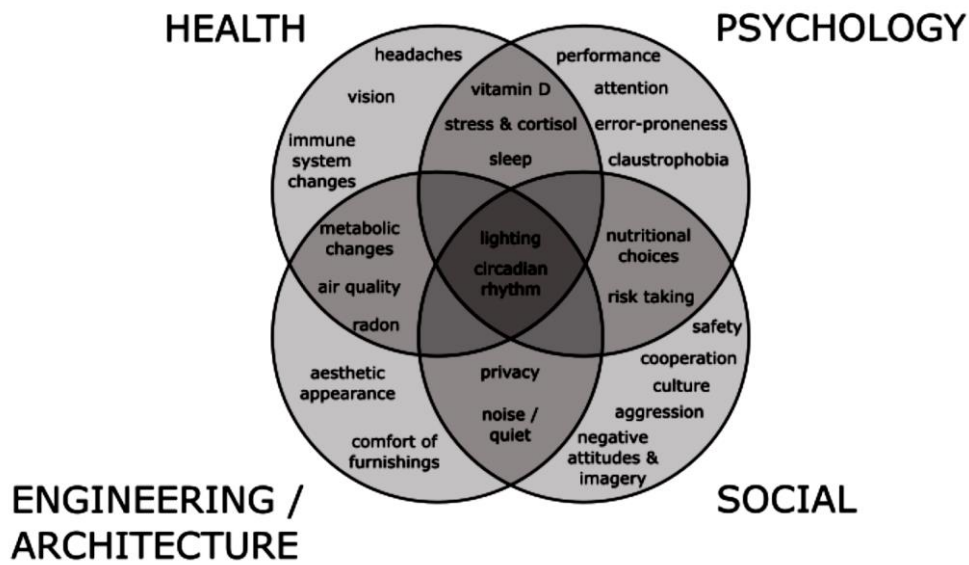 HEALTH
PSYCHOLOGY
headaches
vision
immune
system
changes
vitamin D
stress & cortisol
sleep
performance
attention
error-proneness
claustrophobia
metabolic
changes
air quality
radon
lighting
circadian
rhythm
nutritional
choices
risk taking
aesthetic
appearance
comfort of
furnishings
privacy
noise /
quiet
safety
cooperation
culture
aggression
negative
attitudes &
imagery
ENGINEERING /
ARCHITECTURE
SOCIAL